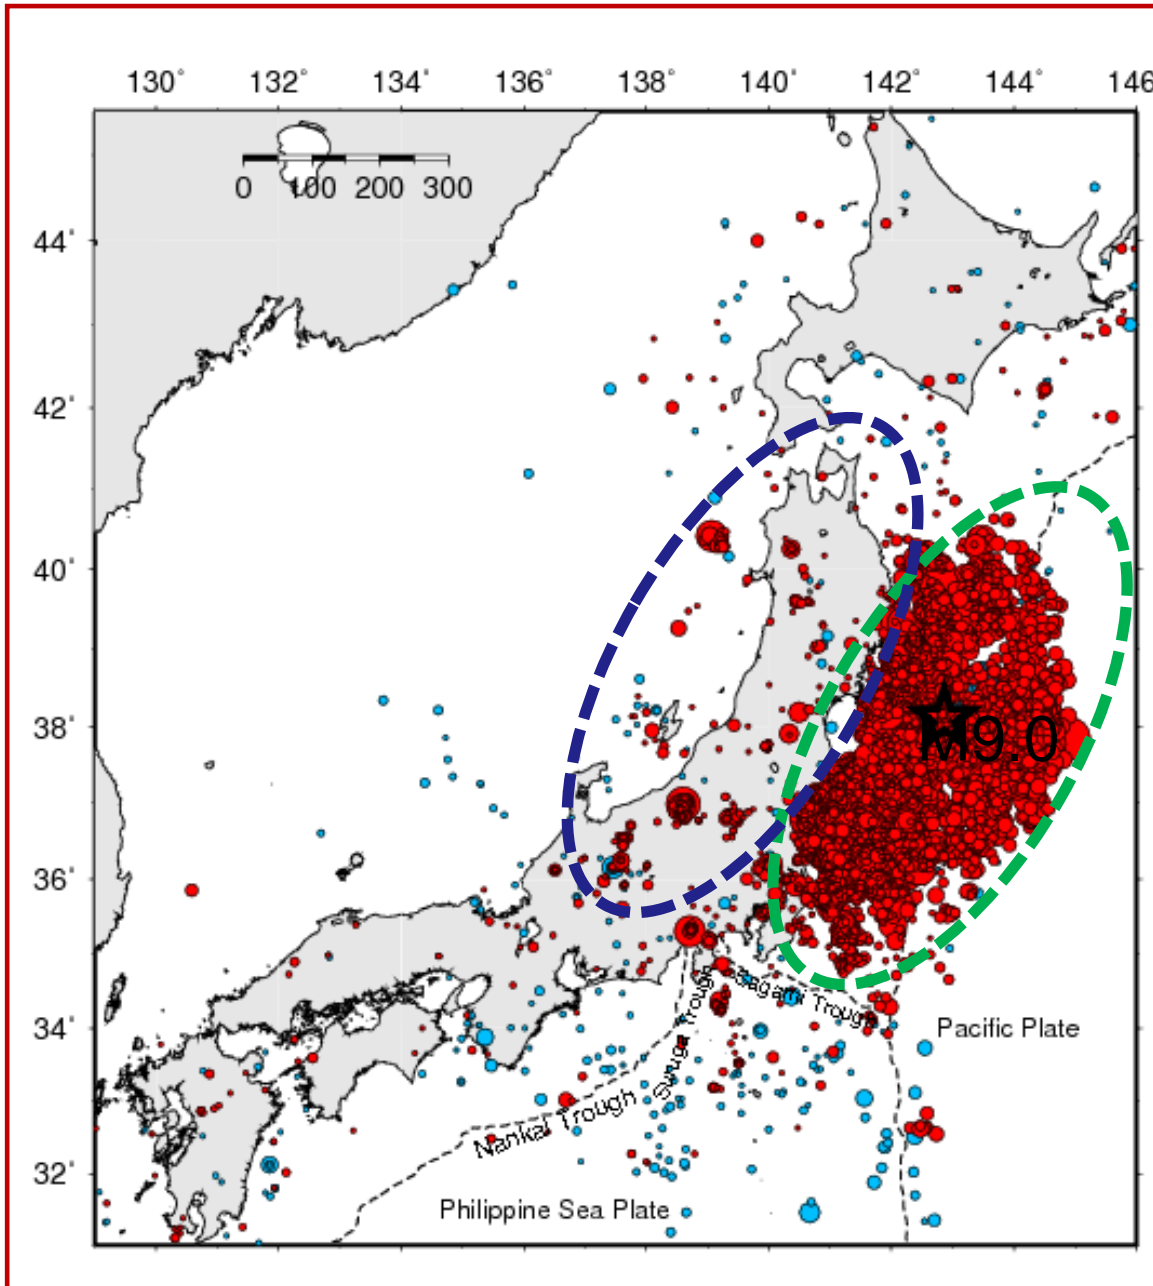 130° 132° 134° 136° 138° 140° 142° 144° 146
0 100 200 300
44°
42°
40°
38°
M9.0
36°
Sagami Trough
Suruga Trough
34°
Pacific Plate
Nankai Trough
32°
Philippine Sea Plate